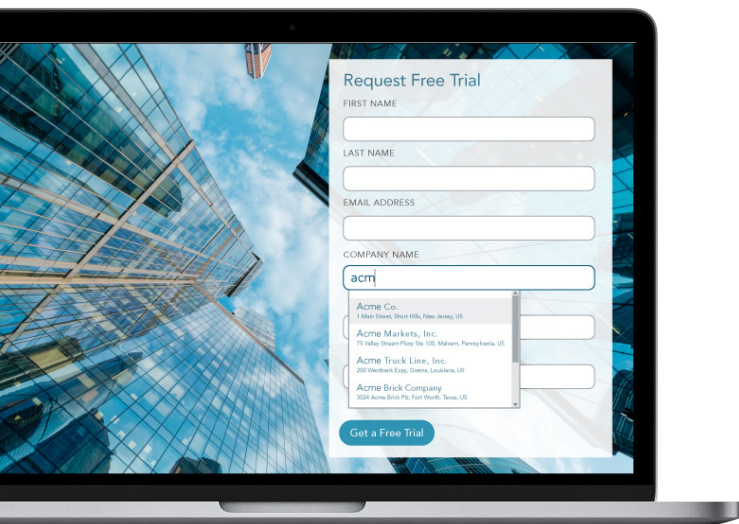 Request Free Trial
FIRST NAME
LAST NAME
EMAIL ADDRESS
COMPANY NAME
acm
Acme Co.
1 Main Street, Short Hills, New Jersey, US
Acme Markets, Inc.
75 Valley Stream Pkwy Ste 100, Malvern, Pennsylvania, US
Acme Truck Line, Inc.
200 Westbank Expy, Gretna, Louisiana, US
Acme Brick Company
3024 Acme Brick Plz, Fort Worth, Texas, US
Get a Free Trial